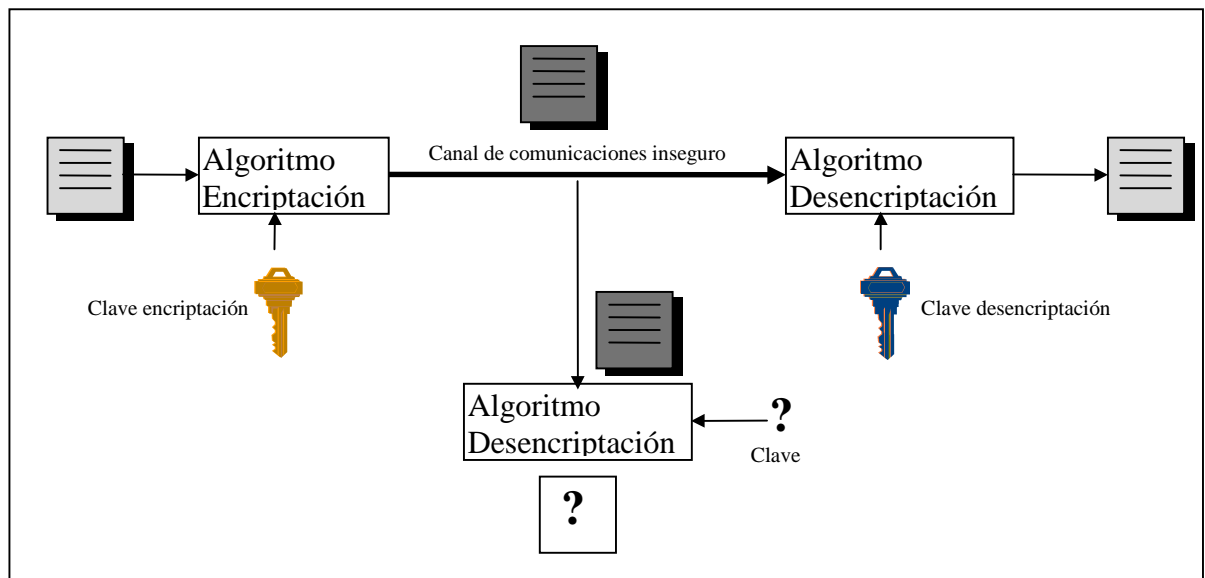 Canal de comunicaciones inseguro
Algoritmo
Encriptación
Algoritmo
Desencriptación
Clave encriptación
Clave desencriptación
Algoritmo
Desencriptación
?
Clave
?